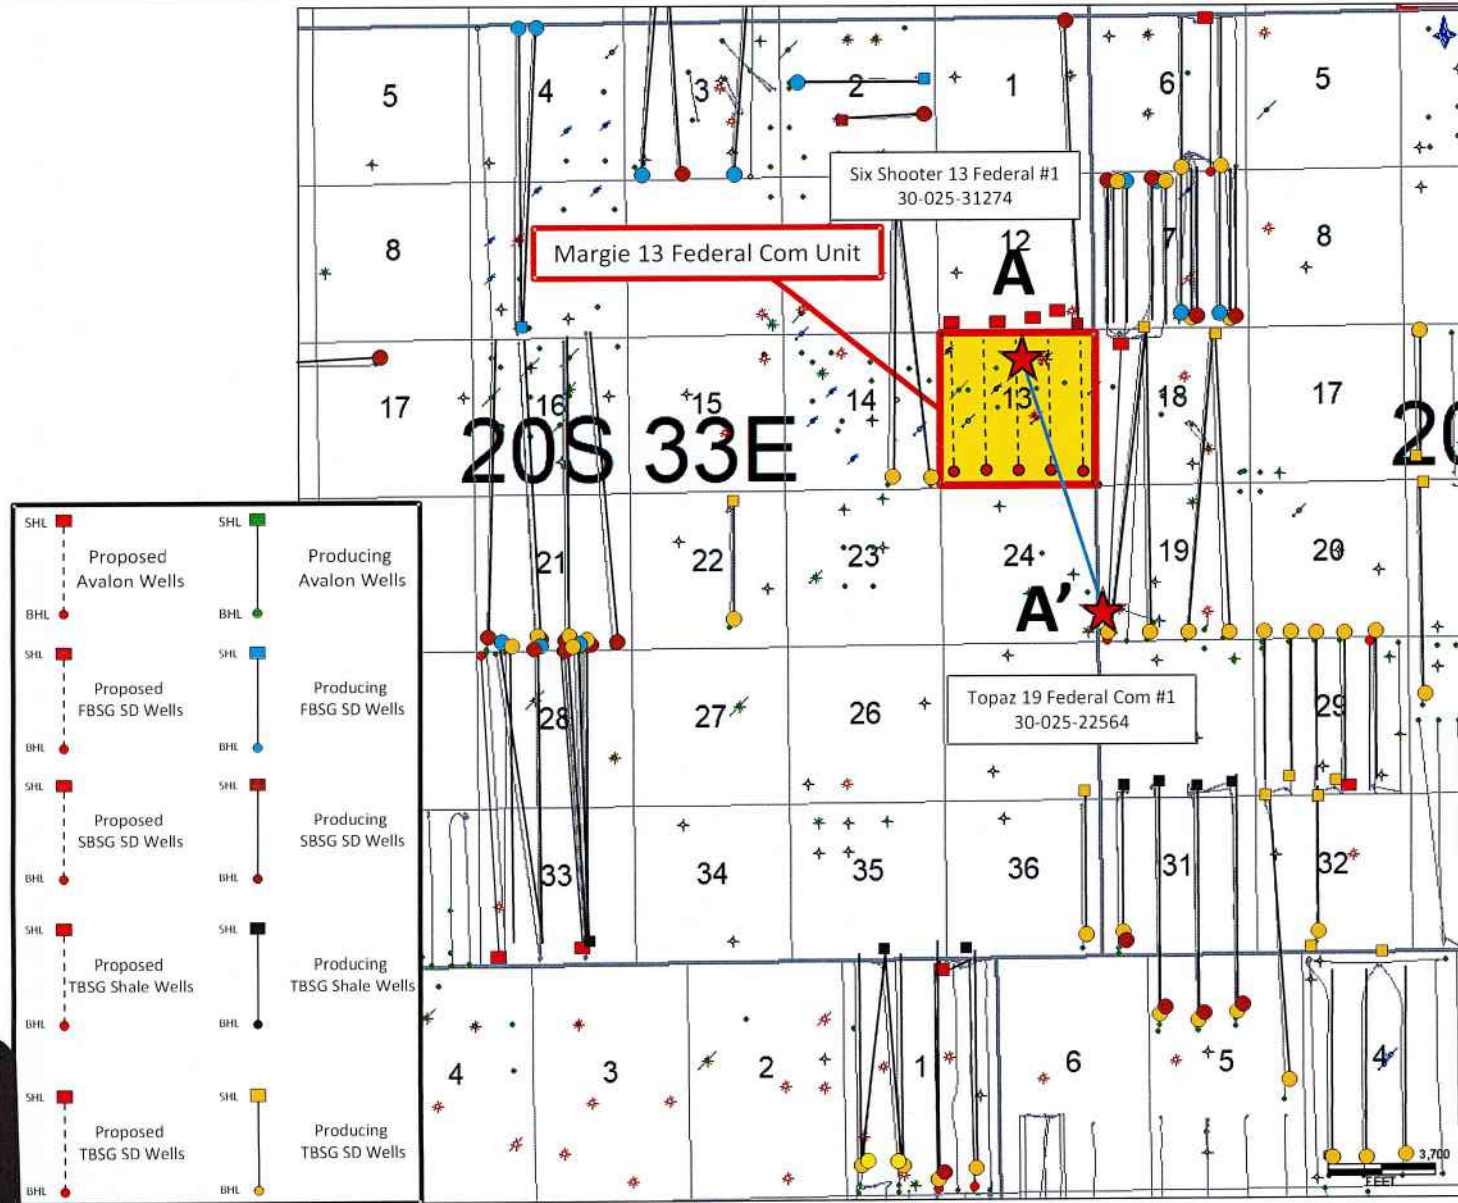 5 4 3 2 1 6 5
Six Shooter 13 Federal #1
30-025-31274
8 12 7 8
Margie 13 Federal Com Unit
A
17 16 15 14 13 18 17
20S 33E
20
21 22 23 24 19 20
A'
28 27 26 29
Topaz 19 Federal Com #1
30-025-22564
33 34 35 36 31 32
4 3 2 1 6 5 4
3,700
FEET
SHL
Proposed
Avalon Wells
BHL
SHL
Producing
Avalon Wells
BHL
SHL
Proposed
FBSG SD Wells
BHL
SHL
Producing
FBSG SD Wells
BHL
SHL
Proposed
SBSG SD Wells
BHL
SHL
Producing
SBSG SD Wells
BHL
SHL
Proposed
TBSG Shale Wells
BHL
SHL
Producing
TBSG Shale Wells
BHL
SHL
Proposed
TBSG SD Wells
BHL
SHL
Producing
TBSG SD Wells
BHL